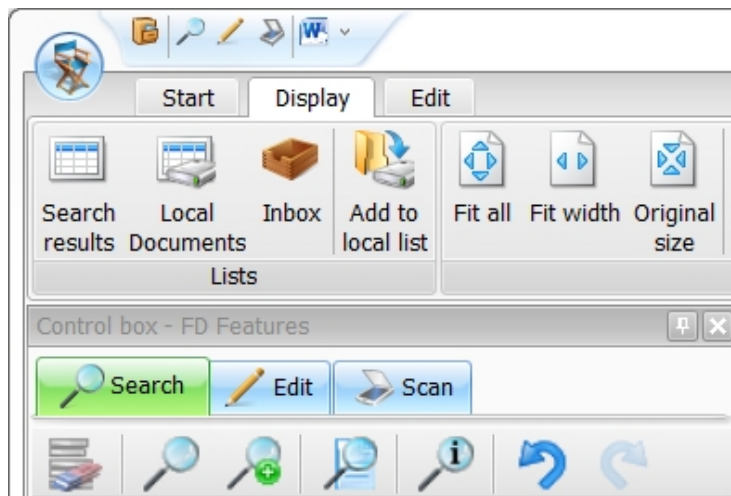 Start Display Edit
Search results
Local Documents
Inbox
Add to local list
Fit all
Fit width
Original size
Lists
Control box - FD Features
Search Edit Scan